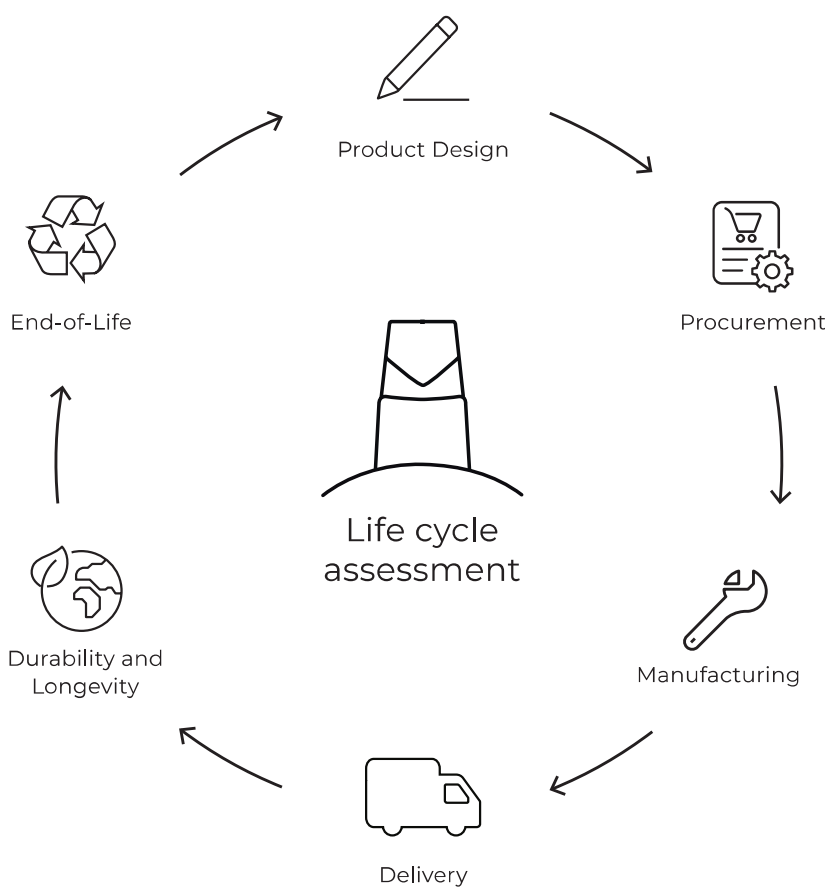 Product Design
Procurement
Manufacturing
Delivery
Durability and
Longevity
End-of-Life
Life cycle
assessment